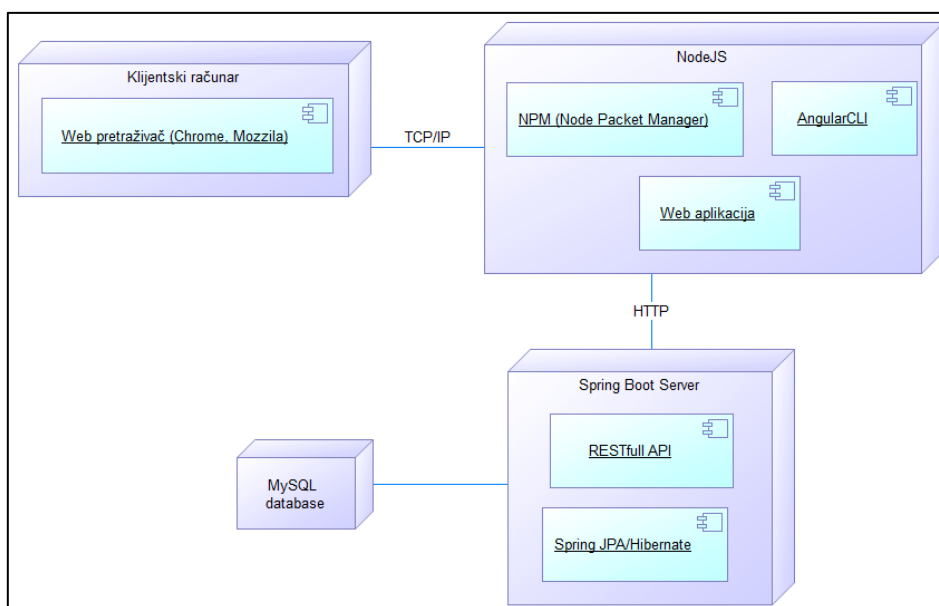 Klijentski računar
Web pretraživač (Chrome, Mozzila)
TCP/IP
NodeJS
NPM (Node Packet Manager)
AngularCLI
Web aplikacija
HTTP
Spring Boot Server
RESTfull API
Spring JPA/Hibernate
MySQL
database